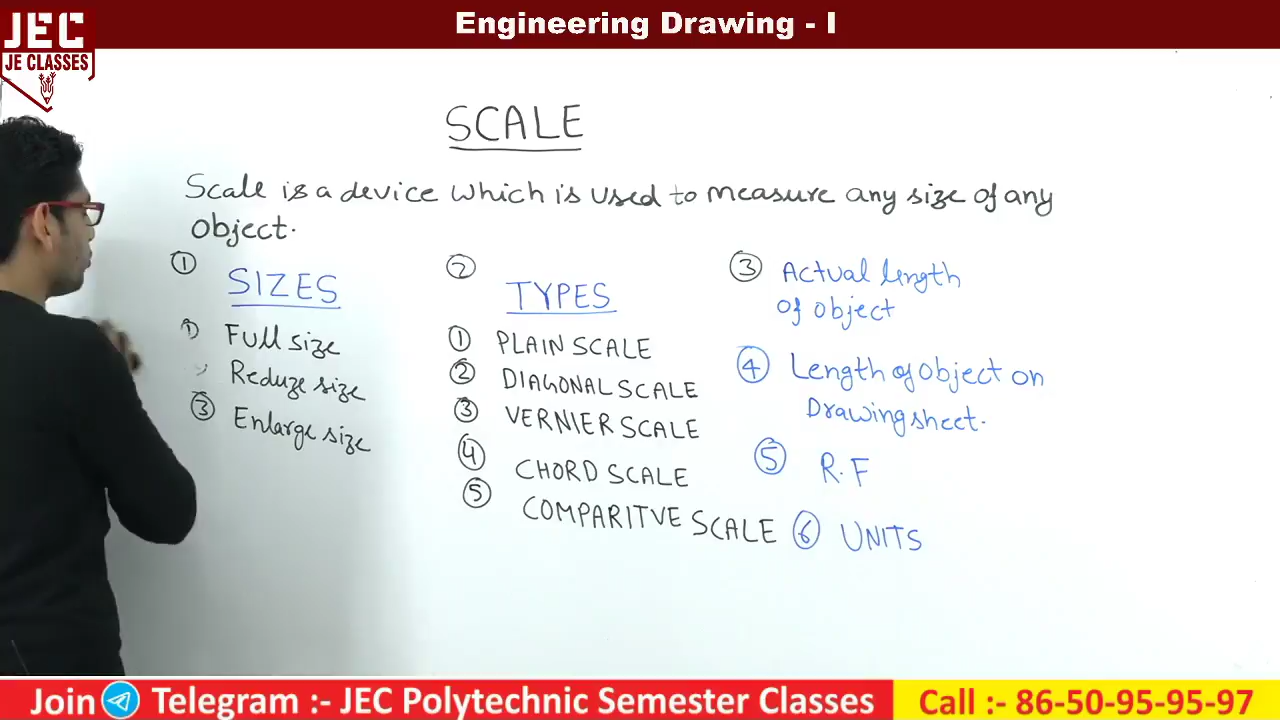 Engineering Drawing - I
JEC
JE CLASSES
SCALE
Scale is a device which is used to measure any size of any
object.
① SIZES
① Full size
Reduze size
③ Enlarge size
② TYPES
① PLAIN SCALE
② DIAGONAL SCALE
③ VERNIER SCALE
④ CHORD SCALE
⑤ COMPARITVE SCALE
③ Actual length
of object
④ Length of object on
Drawing sheet.
⑤ R.F
⑥ UNITS
Join Telegram :- JEC Polytechnic Semester Classes
Call :- 86-50-95-95-97